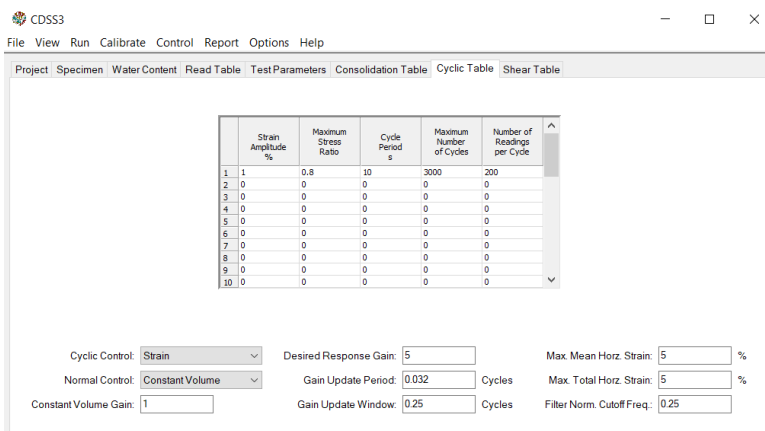 CDSS3
File View Run Calibrate Control Report Options Help
Project Specimen Water Content Read Table Test Parameters Consolidation Table Cyclic Table Shear Table
Strain Amplitude % Maximum Stress Ratio Cycle Period s Maximum Number of Cycles Number of Readings per Cycle
1 1 0.8 10 3000 200
2 0 0 0 0 0
3 0 0 0 0 0
4 0 0 0 0 0
5 0 0 0 0 0
6 0 0 0 0 0
7 0 0 0 0 0
8 0 0 0 0 0
9 0 0 0 0 0
10 0 0 0 0 0
Cyclic Control: Strain Desired Response Gain: 5 Max. Mean Horz. Strain: 5 %
Normal Control: Constant Volume Gain Update Period: 0.032 Cycles Max. Total Horz. Strain: 5 %
Constant Volume Gain: 1 Gain Update Window: 0.25 Cycles Filter Norm. Cutoff Freq.: 0.25